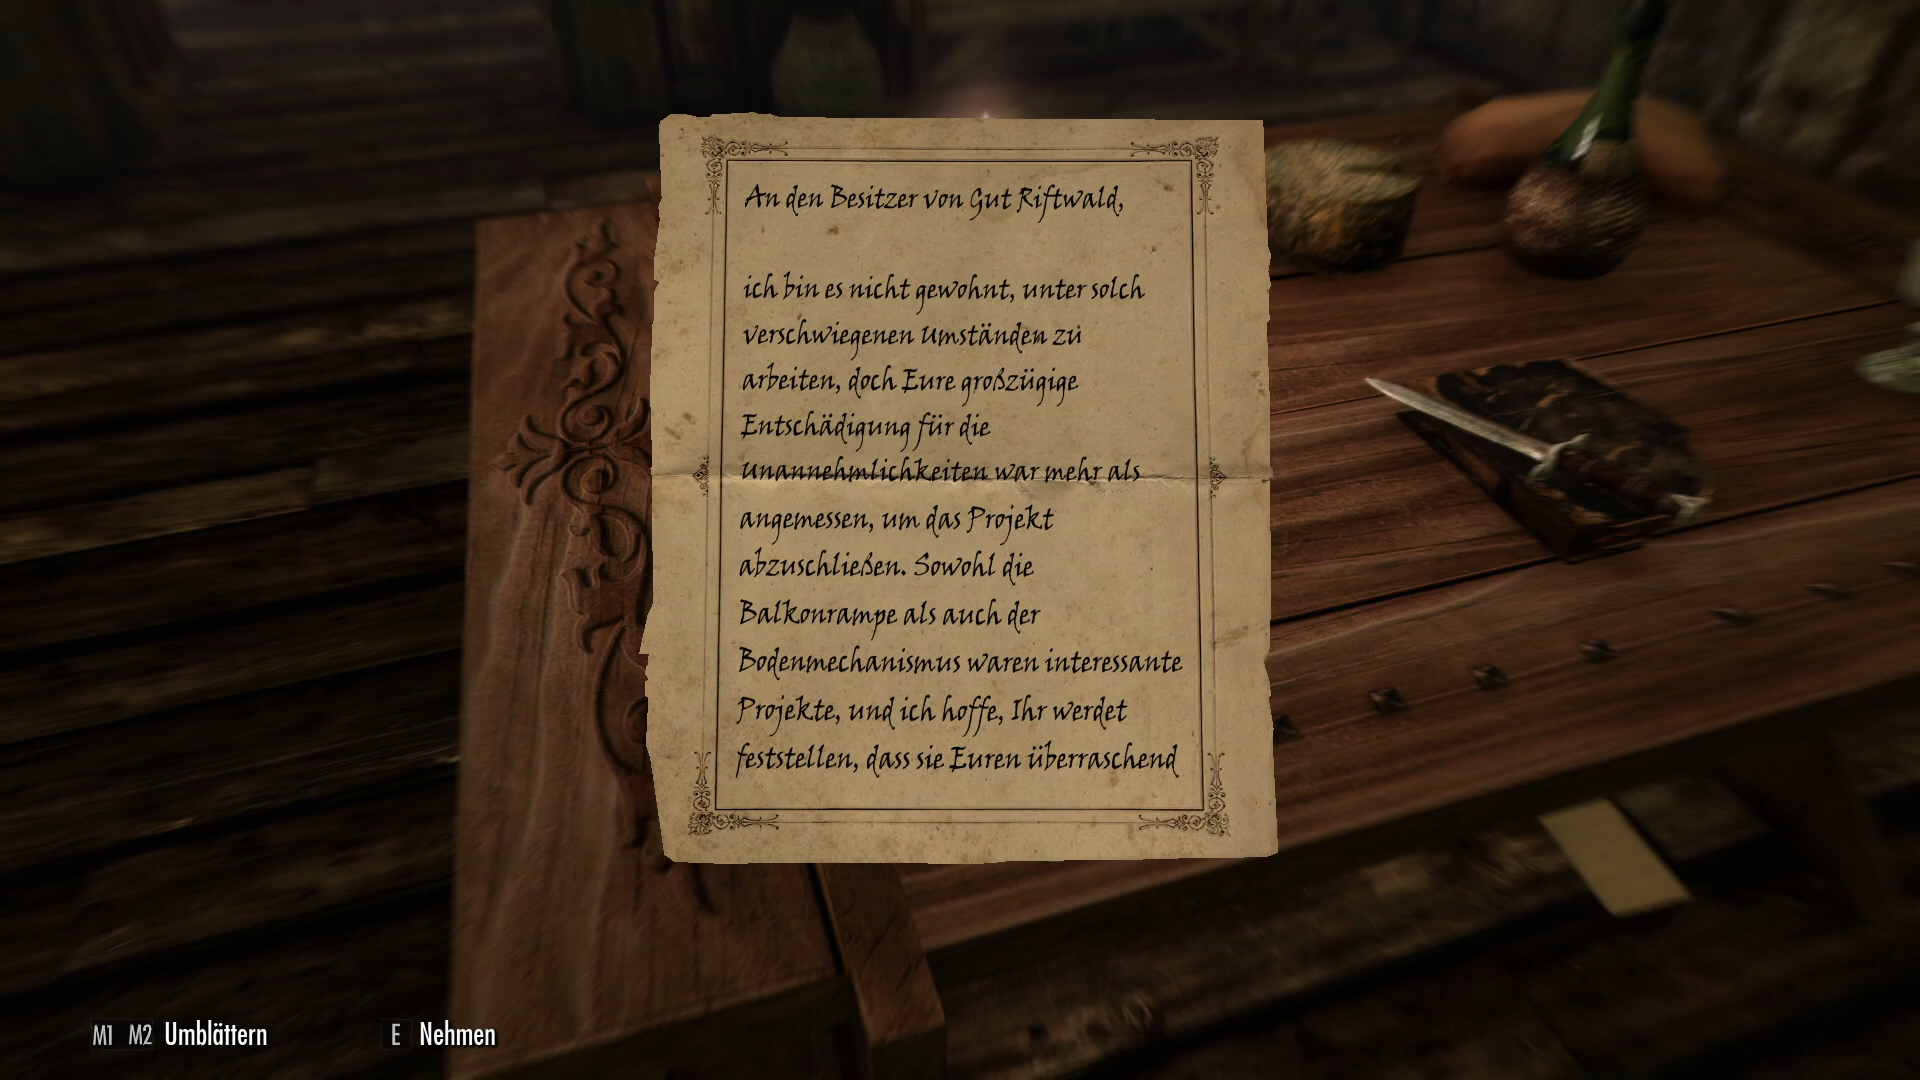 An den Besitzer von Gut Riftwald,
ich bin es nicht gewohnt, unter solch
verschwiegenen Umständen zu
arbeiten, doch Eure großzügige
Entschädigung für die
Unannehmlichkeiten war mehr als
angemessen, um das Projekt
abzuschließen. Sowohl die
Balkonrampe als auch der
Bodenmechanismus waren interessante
Projekte, und ich hoffe, Ihr werdet
feststellen, dass sie Euren überraschend
M1 M2 Umblättern
E Nehmen